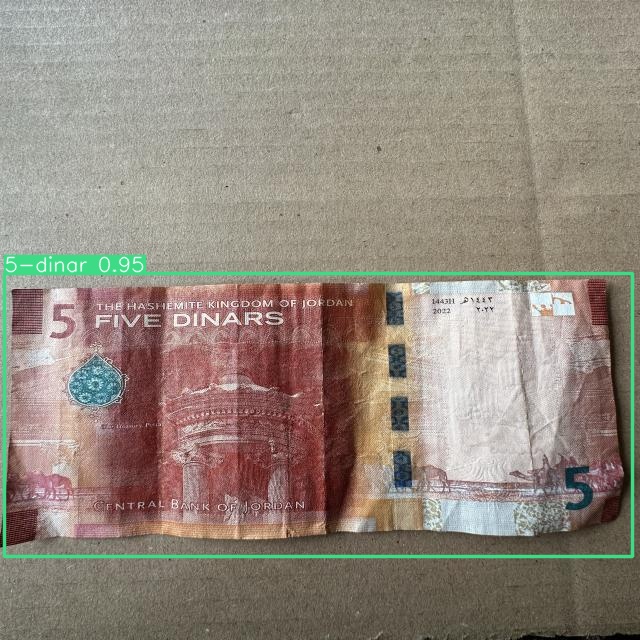 5-dinar 0.95
5
THE HASHEMITE KINGDOM OF JORDAN
FIVE DINARS
1443H ١٤٤٣هـ
2022 ٢٠٢٢
CENTRAL BANK OF JORDAN
5